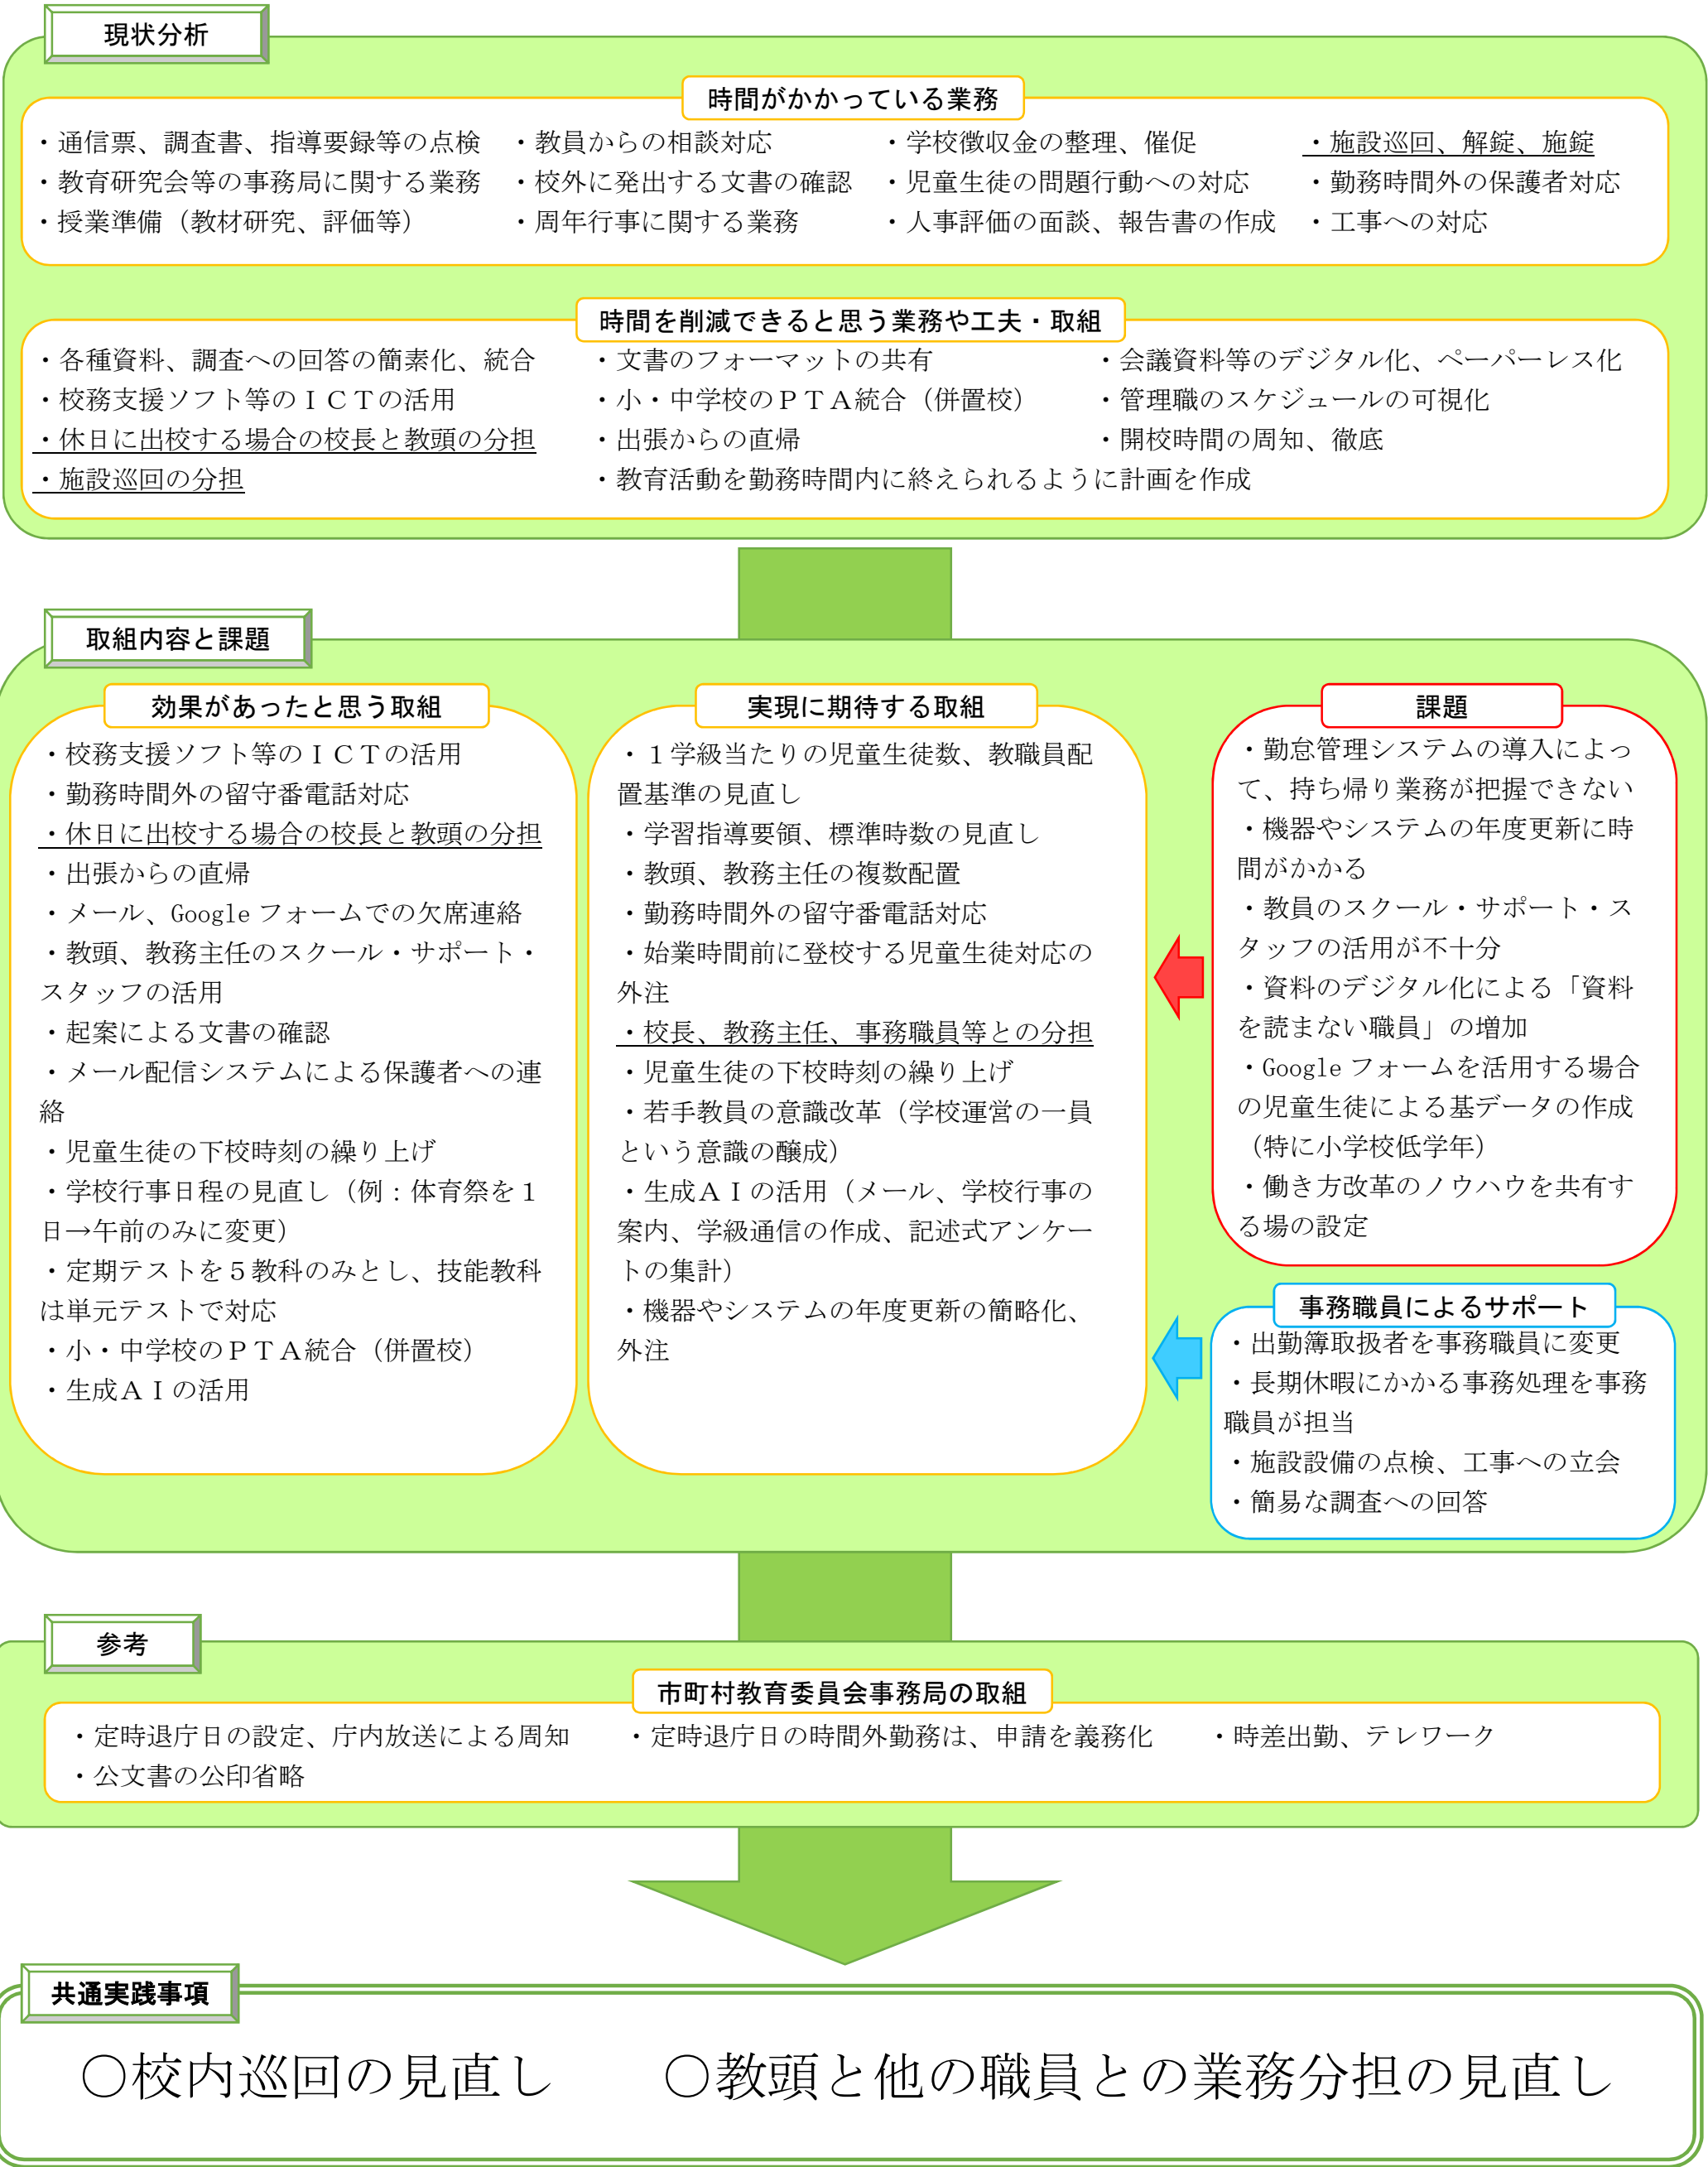 現状分析
時間がかかっている業務
・通信票、調査書、指導要録等の点検　・教員からの相談対応　・学校徴収金の整理、催促　・施設巡回、解錠、施錠
・教育研究会等の事務局に関する業務　・校外に発出する文書の確認　・児童生徒の問題行動への対応　・勤務時間外の保護者対応
・授業準備（教材研究、評価等）　・周年行事に関する業務　・人事評価の面談、報告書の作成　・工事への対応
時間を削減できると思う業務や工夫・取組
・各種資料、調査への回答の簡素化、統合　・文書のフォーマットの共有　・会議資料等のデジタル化、ペーパーレス化
・校務支援ソフト等のＩＣＴの活用　・小・中学校のＰＴＡ統合（併置校）　・管理職のスケジュールの可視化
・休日に出校する場合の校長と教頭の分担　・出張からの直帰　・開校時間の周知、徹底
・施設巡回の分担　・教育活動を勤務時間内に終えられるように計画を作成
取組内容と課題
効果があったと思う取組
・校務支援ソフト等のＩＣＴの活用
・勤務時間外の留守番電話対応
・休日に出校する場合の校長と教頭の分担
・出張からの直帰
・メール、Google フォームでの欠席連絡
・教頭、教務主任のスクール・サポート・
スタッフの活用
・起案による文書の確認
・メール配信システムによる保護者への連
絡
・児童生徒の下校時刻の繰り上げ
・学校行事日程の見直し（例：体育祭を１
日→午前のみに変更）
・定期テストを５教科のみとし、技能教科
は単元テストで対応
・小・中学校のＰＴＡ統合（併置校）
・生成ＡＩの活用
実現に期待する取組
・１学級当たりの児童生徒数、教職員配
置基準の見直し
・学習指導要領、標準時数の見直し
・教頭、教務主任の複数配置
・勤務時間外の留守番電話対応
・始業時間前に登校する児童生徒対応の
外注
・校長、教務主任、事務職員等との分担
・児童生徒の下校時刻の繰り上げ
・若手教員の意識改革（学校運営の一員
という意識の醸成）
・生成ＡＩの活用（メール、学校行事の
案内、学級通信の作成、記述式アンケー
トの集計）
・機器やシステムの年度更新の簡略化、
外注
課題
・勤怠管理システムの導入によっ
て、持ち帰り業務が把握できない
・機器やシステムの年度更新に時
間がかかる
・教員のスクール・サポート・ス
タッフの活用が不十分
・資料のデジタル化による「資料
を読まない職員」の増加
・Google フォームを活用する場合
の児童生徒による基データの作成
（特に小学校低学年）
・働き方改革のノウハウを共有す
る場の設定
事務職員によるサポート
・出勤簿取扱者を事務職員に変更
・長期休暇にかかる事務処理を事務
職員が担当
・施設設備の点検、工事への立会
・簡易な調査への回答
参考
市町村教育委員会事務局の取組
・定時退庁日の設定、庁内放送による周知　・定時退庁日の時間外勤務は、申請を義務化　・時差出勤、テレワーク
・公文書の公印省略
共通実践事項
○校内巡回の見直し　○教頭と他の職員との業務分担の見直し